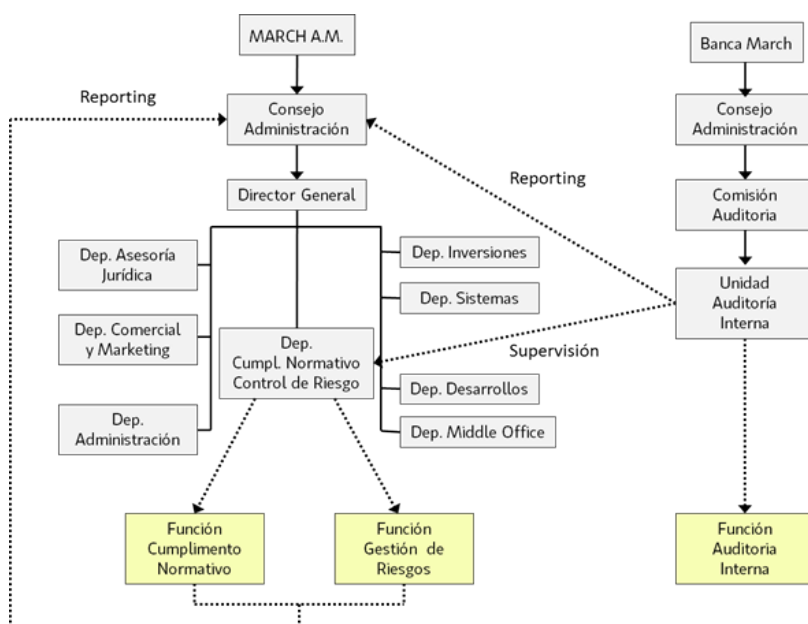 MARCH A.M.
Banca March
Reporting
Consejo
Administración
Consejo
Administración
Reporting
Director General
Comisión
Auditoria
Dep. Asesoría
Jurídica
Dep. Inversiones
Dep. Sistemas
Unidad
Auditoría
Interna
Dep. Comercial
y Marketing
Dep.
Cumpl. Normativo
Control de Riesgo
Supervisión
Dep. Desarrollos
Dep.
Administración
Dep. Middle Office
Función
Cumplimento
Normativo
Función
Gestión de
Riesgos
Función
Auditoria
Interna